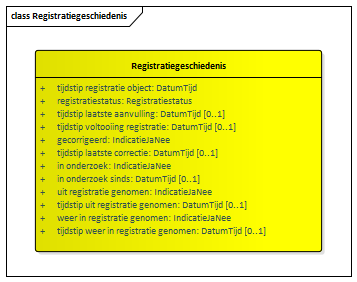 class Registratiegeschiedenis
Registratiegeschiedenis
+ tijdstip registratie object: DatumTijd
+ registratiestatus: Registratiestatus
+ tijdstip laatste aanvulling: DatumTijd [0..1]
+ tijdstip voltooiing registratie: DatumTijd [0..1]
+ gecorrigeerd: IndicatieJaNee
+ tijdstip laatste correctie: DatumTijd [0..1]
+ in onderzoek: IndicatieJaNee
+ in onderzoek sinds: DatumTijd [0..1]
+ uit registratie genomen: IndicatieJaNee
+ tijdstip uit registratie genomen: DatumTijd [0..1]
+ weer in registratie genomen: IndicatieJaNee
+ tijdstip weer in registratie genomen: DatumTijd [0..1]